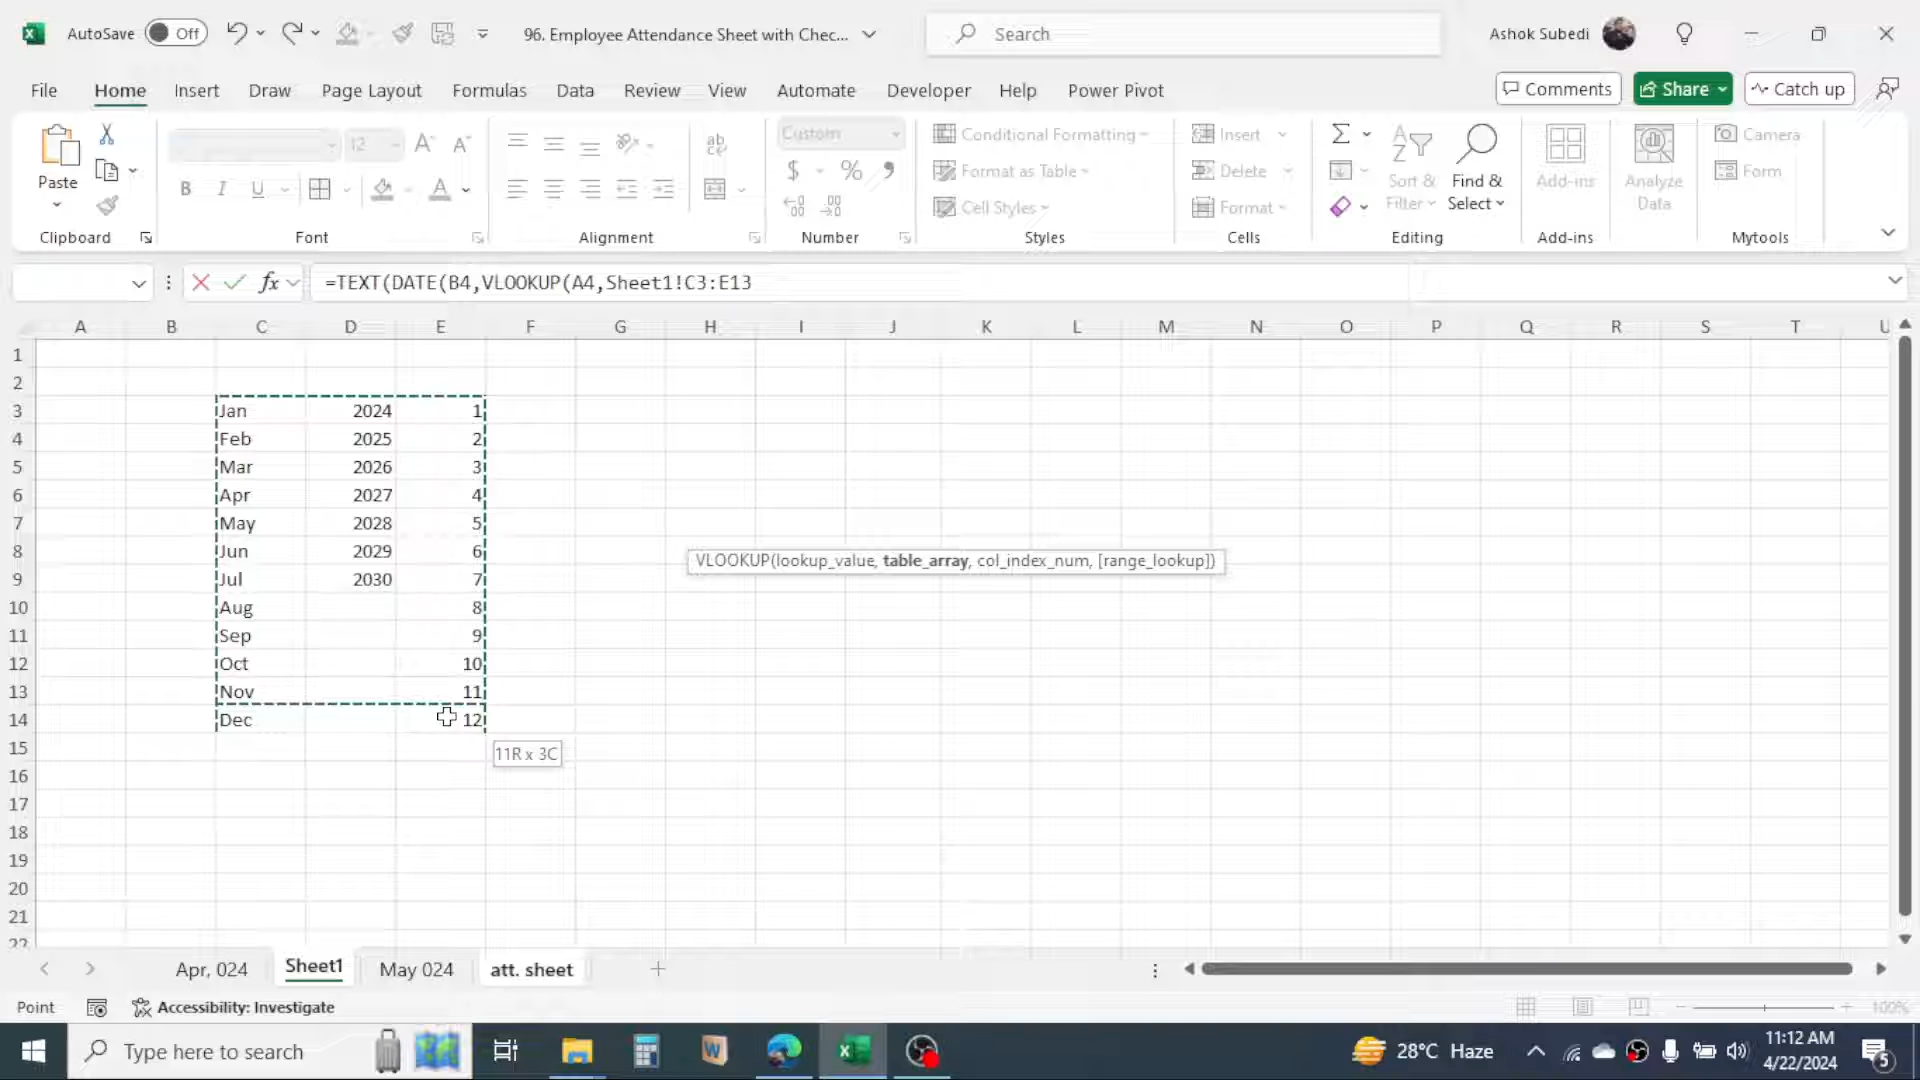 AutoSave Off 96. Employee Attendance Sheet with Chec... Search Ashok Subedi
File Home Insert Draw Page Layout Formulas Data Review View Automate Developer Help Power Pivot Comments Share Catch up
Custom Conditional Formatting Insert Camera
12
Paste Format as Table Delete Sort & Filter Find & Select Add-ins Analyze Data Form
B I U $ % Cell Styles Format
Clipboard Font Alignment Number Styles Cells Editing Add-ins Mytools
fx =TEXT(DATE(B4,VLOOKUP(A4,Sheet1!C3:E13
A B C D E F G H I J K L M N O P Q R S T U
1
2
3 Jan 2024 1
4 Feb 2025 2
5 Mar 2026 3
6 Apr 2027 4
7 May 2028 5
8 Jun 2029 6
VLOOKUP(lookup_value, table_array, col_index_num, [range_lookup])
9 Jul 2030 7
10 Aug 8
11 Sep 9
12 Oct 10
13 Nov 11
14 Dec 12
15
11R x 3C
16
17
18
19
20
21
22
Apr, 024 Sheet1 May 024 att. sheet
Point Accessibility: Investigate 100%
Type here to search 28°C Haze 11:12 AM
4/22/2024 5